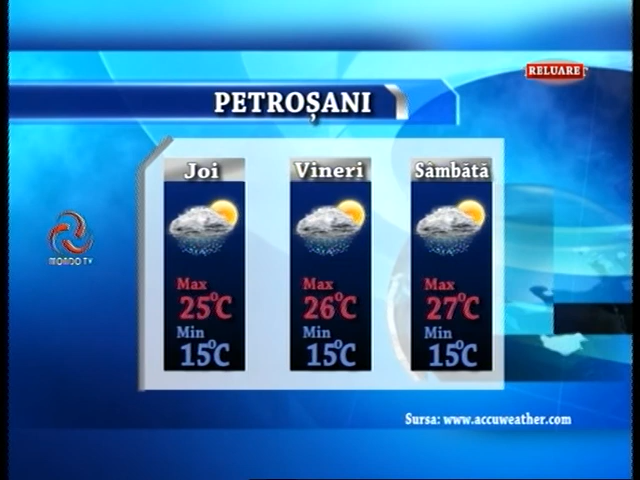 RELUARE
PETROȘANI
Joi
Vineri
Sâmbătă
Max
25°C
Min
15°C
Max
26°C
Min
15°C
Max
27°C
Min
15°C
MONDO TV
Sursa: www.accuweather.com